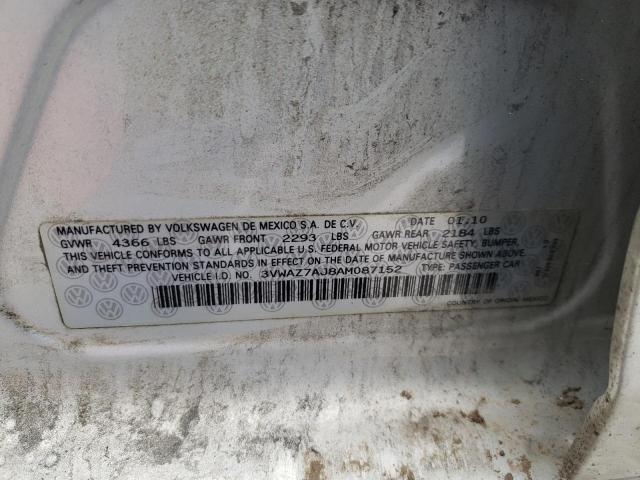 MANUFACTURED BY VOLKSWAGEN DE MEXICO S.A. DE C.V. DATE 01.10
GVWR 4366 LBS GAWR FRONT 2293 LBS GAWR REAR 2184 LBS
THIS VEHICLE CONFORMS TO ALL APPLICABLE U.S. FEDERAL MOTOR VEHICLE SAFETY, BUMPER,
AND THEFT PREVENTION STANDARDS IN EFFECT ON THE DATE OF MANUFACTURE SHOWN ABOVE.
VEHICLE I.D. NO. 3VWAZ7AJ8AM087152 TYPE: PASSENGER CAR
COUNTRY OF ORIGIN: MEXICO